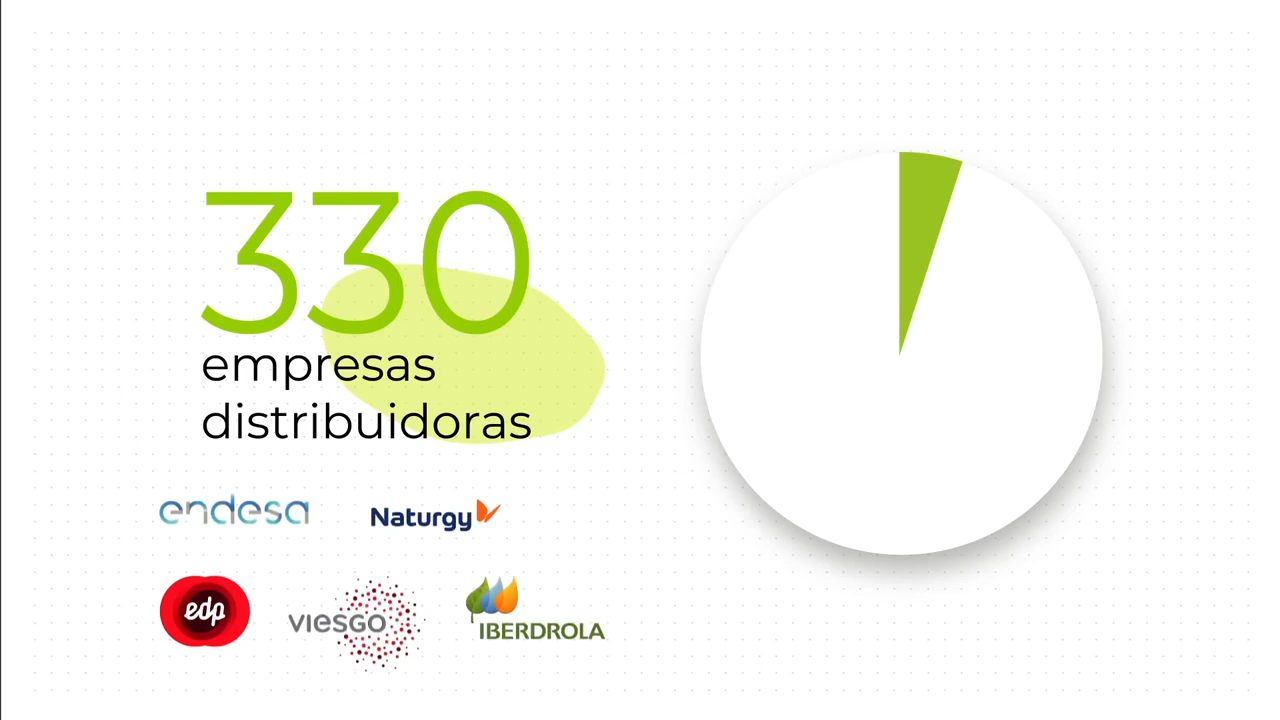 330
empresas
distribuidoras
endesa
Naturgy
edp
viesgo
IBERDROLA